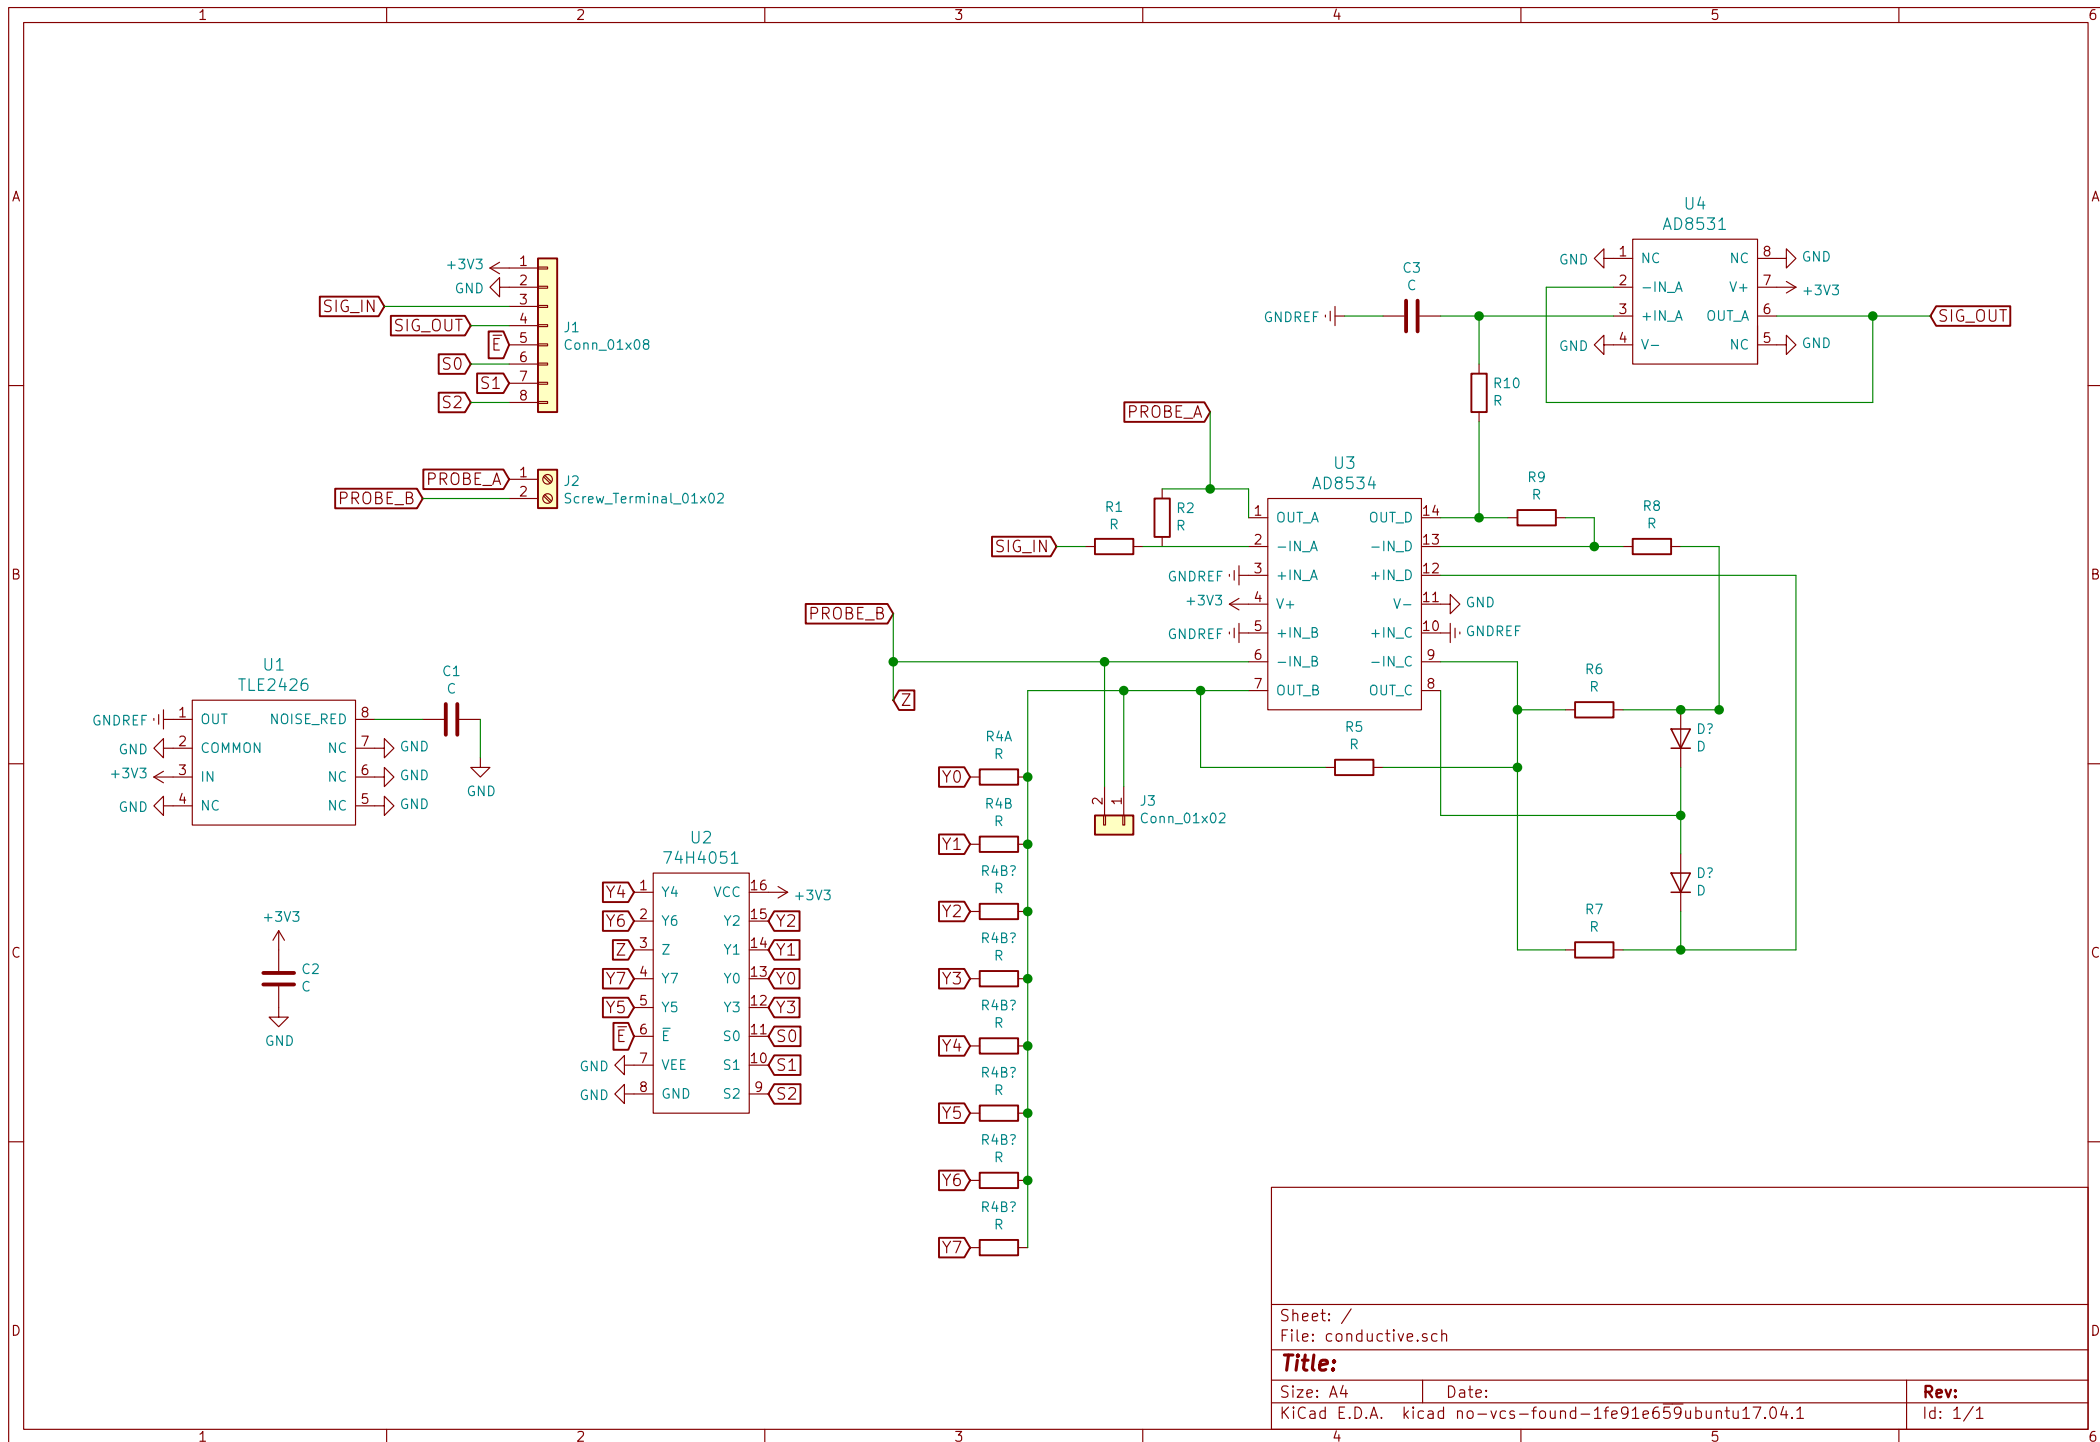 1 2 3 4 5 6
A A
B B
C C
D D
1 2 3 4 5 6
+3V3 1
GND 2
SIG_IN 3
SIG_OUT 4
E 5
S0 6
S1 7
S2 8
J1
Conn_01x08
PROBE_A 1
PROBE_B 2
J2
Screw_Terminal_01x02
U1
TLE2426
GNDREF 1 OUT NOISE_RED 8
GND 2 COMMON NC 7 GND
+3V3 3 IN NC 6 GND
GND 4 NC NC 5 GND
C1
C
GND
+3V3
C2
C
GND
U2
74H4051
Y4 1 Y4 VCC 16 +3V3
Y6 2 Y6 Y2 15 Y2
Z 3 Z Y1 14 Y1
Y7 4 Y7 Y0 13 Y0
Y5 5 Y5 Y3 12 Y3
E 6 E S0 11 S0
GND 7 VEE S1 10 S1
GND 8 GND S2 9 S2
PROBE_B
Z
R4A
R
Y0
R4B
R
Y1
R4B?
R
Y2
R4B?
R
Y3
R4B?
R
Y4
R4B?
R
Y5
R4B?
R
Y6
R4B?
R
Y7
2 1
J3
Conn_01x02
PROBE_A
R1
R
SIG_IN
R2
R
U3
AD8534
1 OUT_A OUT_D 14
2 -IN_A -IN_D 13
GNDREF 3 +IN_A +IN_D 12
+3V3 4 V+ V- 11 GND
GNDREF 5 +IN_B +IN_C 10 GNDREF
6 -IN_B -IN_C 9
7 OUT_B OUT_C 8
R5
R
R6
R
R7
R
D?
D
D?
D
R8
R
R9
R
R10
R
C3
C
GNDREF
U4
AD8531
GND 1 NC NC 8 GND
2 -IN_A V+ 7 +3V3
3 +IN_A OUT_A 6 SIG_OUT
GND 4 V- NC 5 GND
Sheet: /
File: conductive.sch
Title:
Size: A4 Date: Rev:
KiCad E.D.A. kicad no-vcs-found-1fe91e659ubuntu17.04.1 Id: 1/1